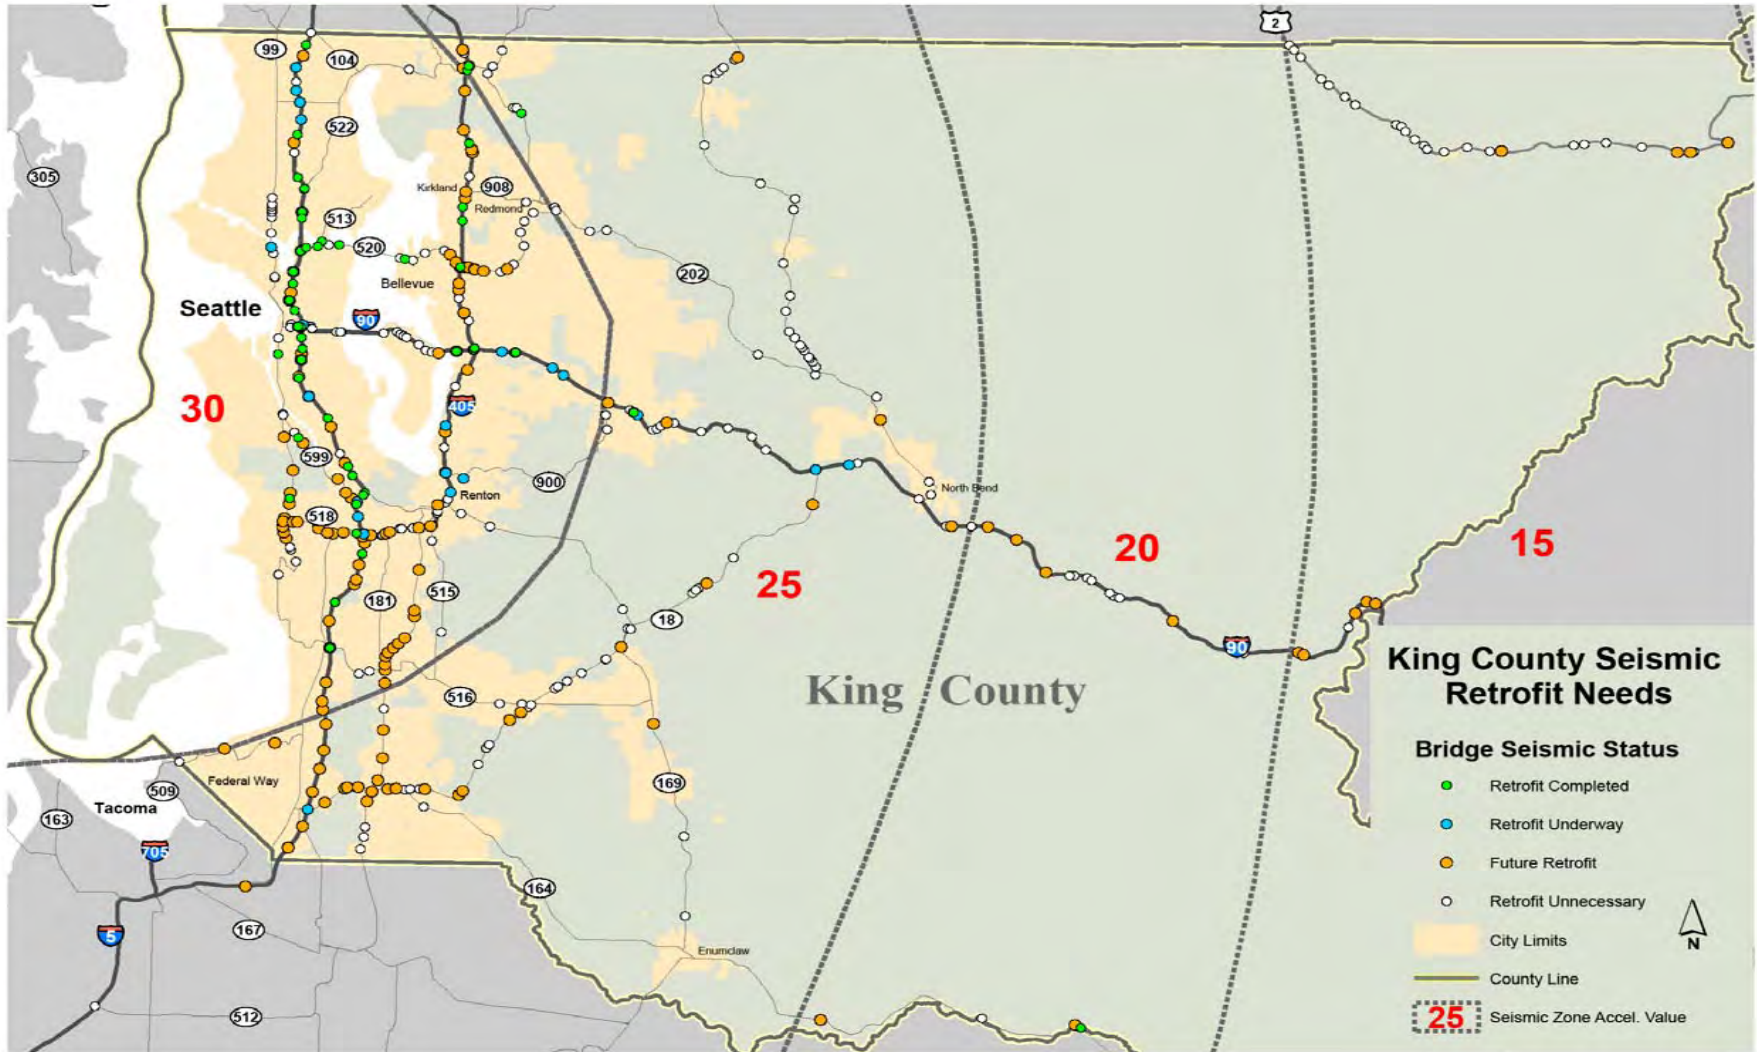 2
99
104
522
305
908
Kirkland
Redmond
513
520
202
Bellevue
Seattle
90
30
405
599
900
Renton
North Bend
518
20
15
25
181
515
18
90
King County Seismic
Retrofit Needs
King County
516
Bridge Seismic Status
Federal Way
169
Retrofit Completed
509
Tacoma
163
Retrofit Underway
705
Future Retrofit
164
Retrofit Unnecessary
167
5
City Limits
N
Enumclaw
County Line
512
25
Seismic Zone Accel. Value